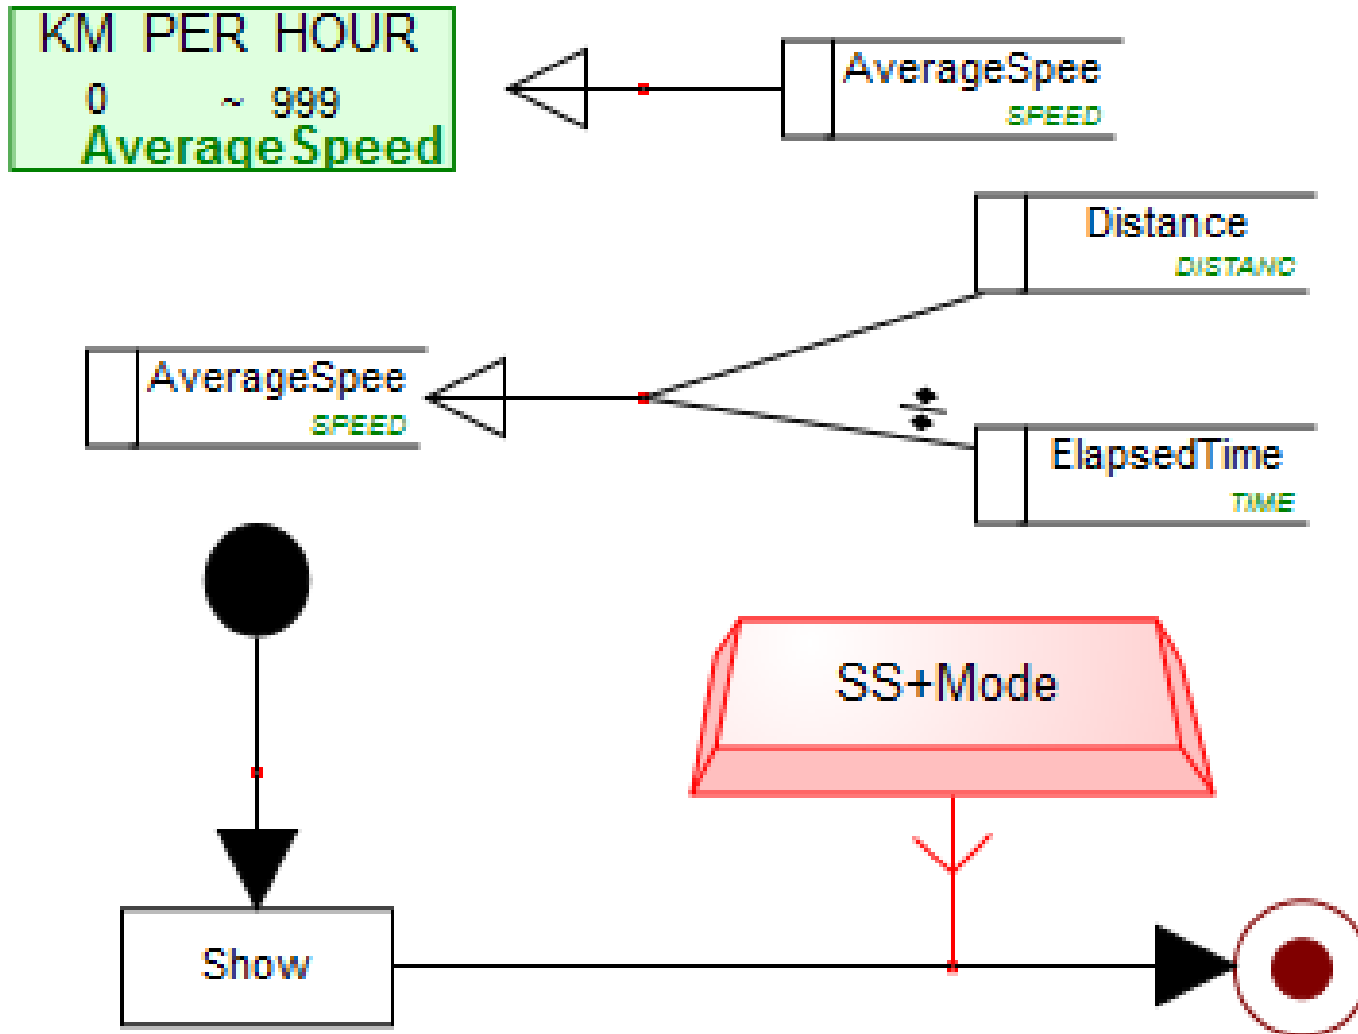 KM PER HOUR
0 ~ 999
AverageSpeed
AverageSpee
SPEED
Distance
DISTANC
AverageSpee
SPEED
ElapsedTime
TIME
SS+Mode
Show